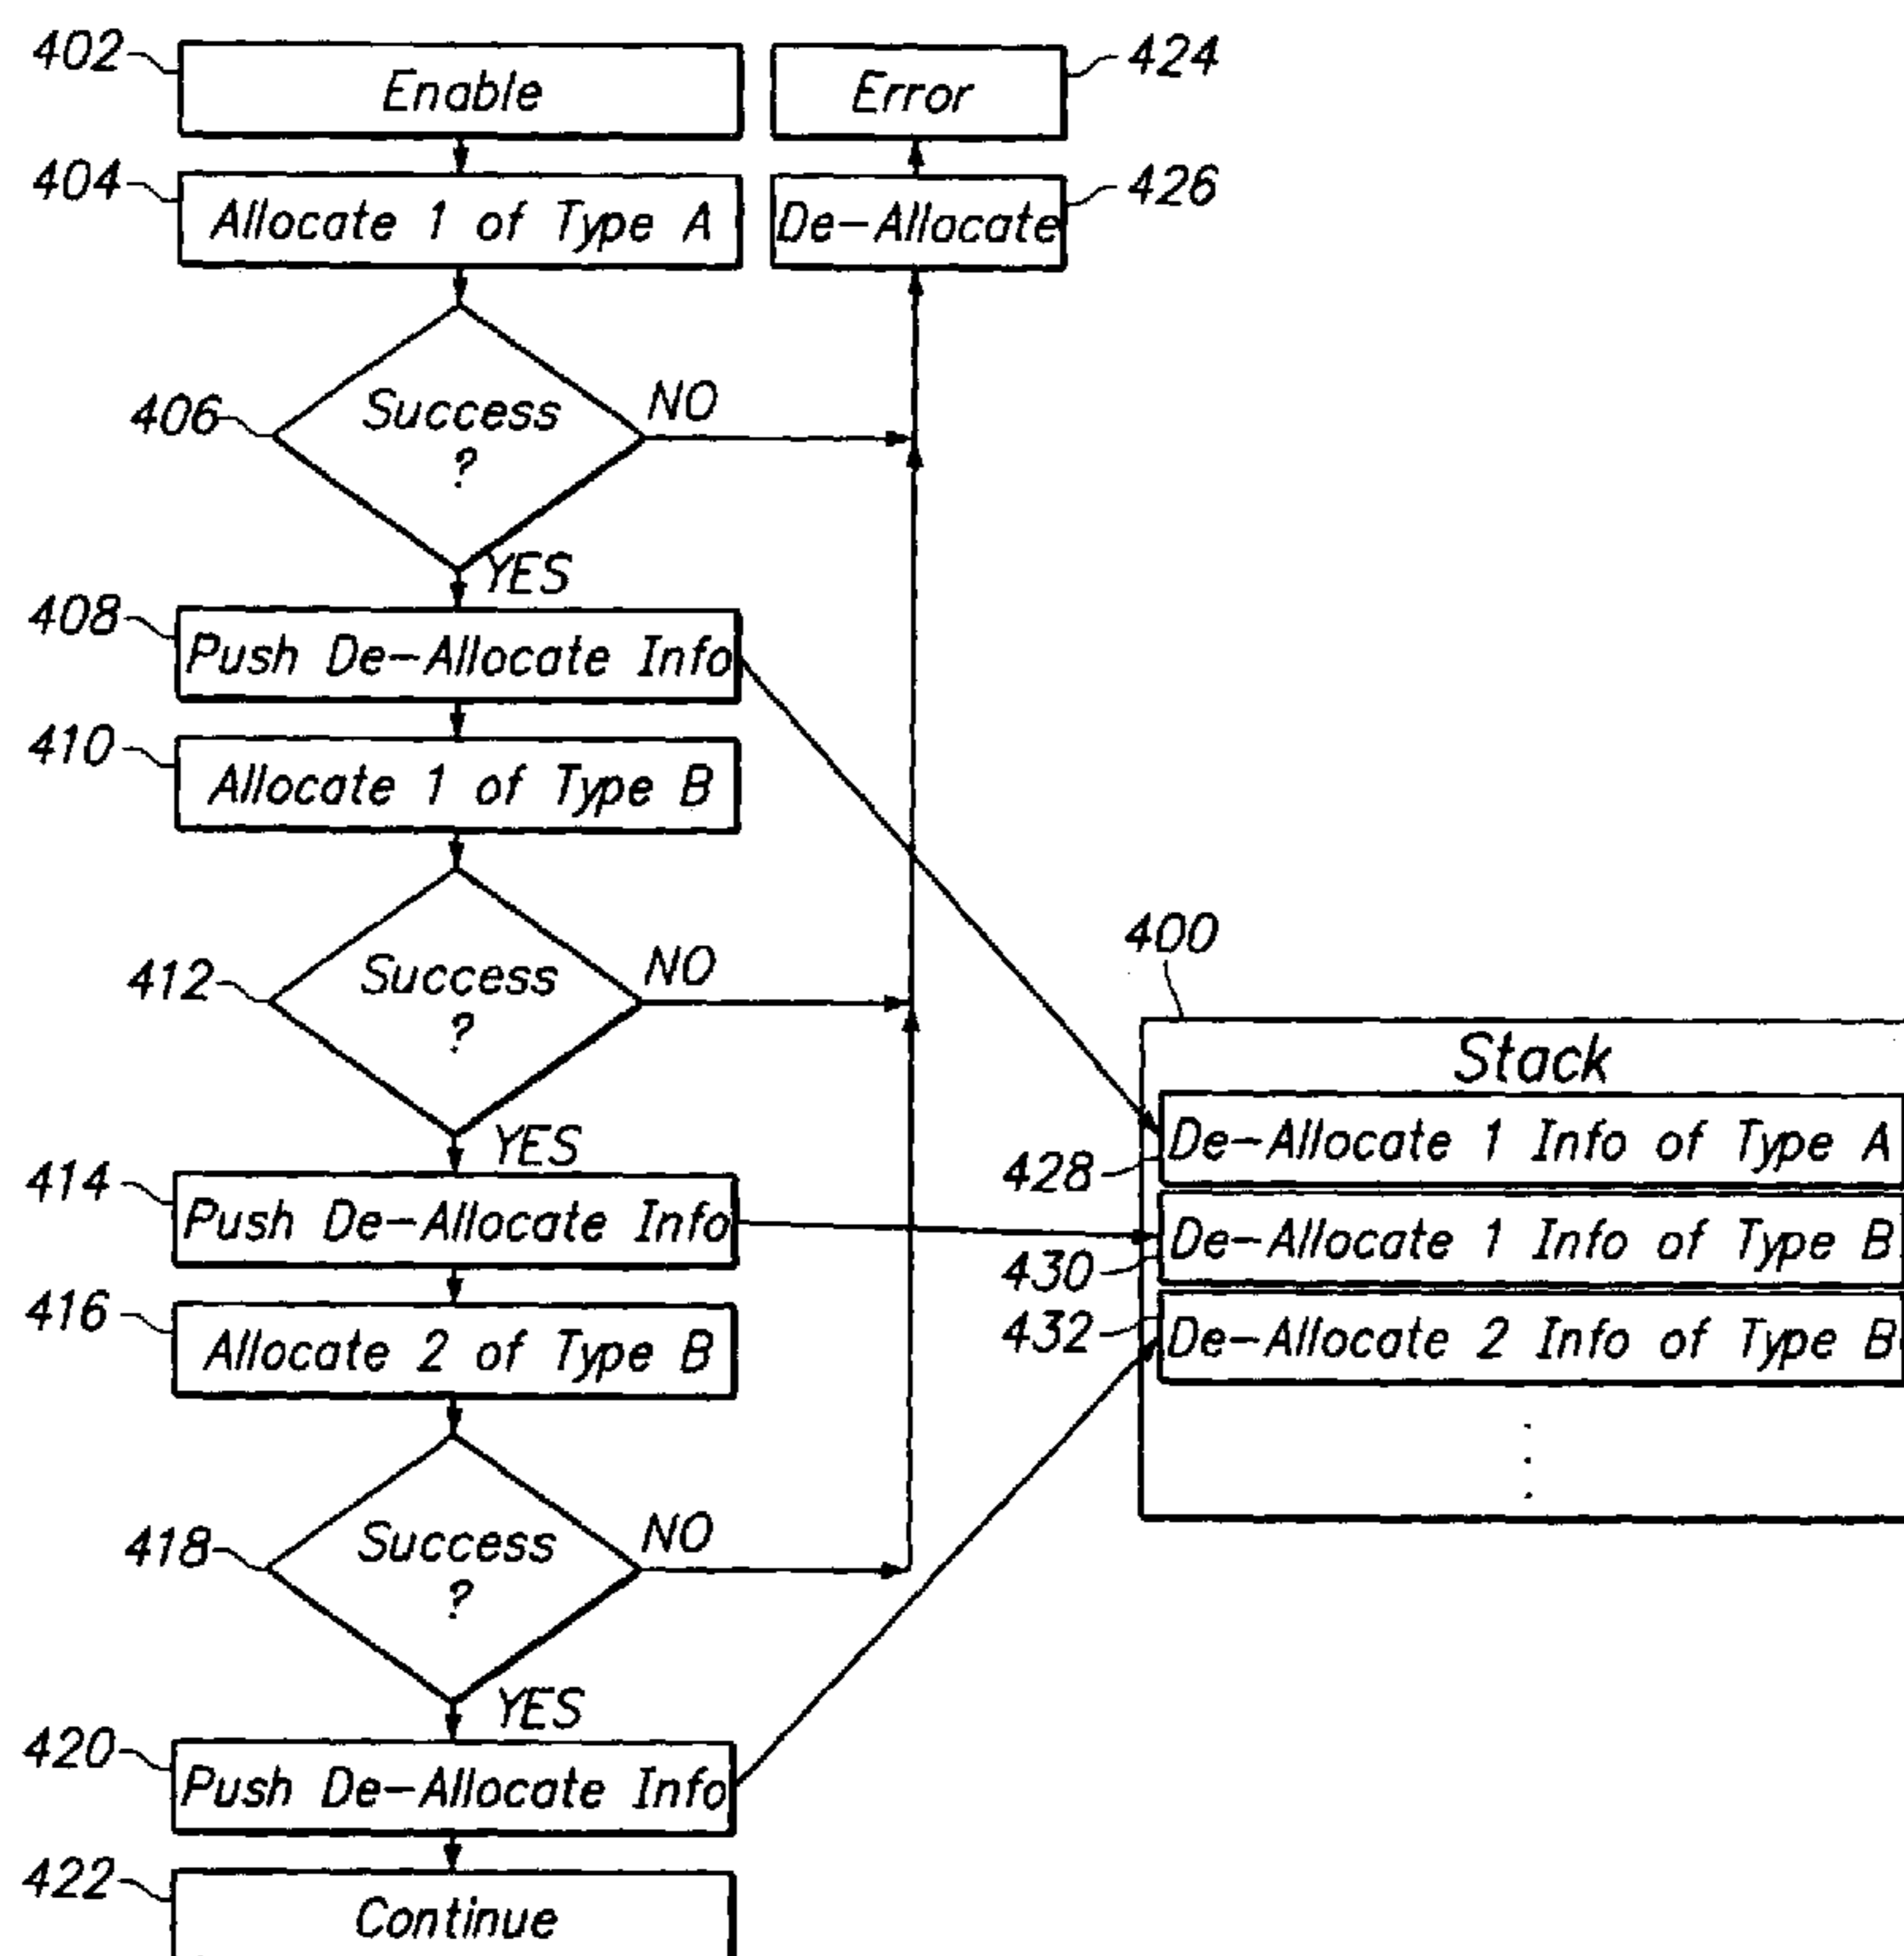 402
Enable
Error
424
404
Allocate 1 of Type A
De-Allocate
426
406
Success
?
NO
YES
408
Push De-Allocate Info
410
Allocate 1 of Type B
412
Success
?
NO
YES
400
Stack
De-Allocate 1 Info of Type A
428
De-Allocate 1 Info of Type B
430
De-Allocate 2 Info of Type B
432
414
Push De-Allocate Info
416
Allocate 2 of Type B
418
Success
?
NO
YES
420
Push De-Allocate Info
422
Continue